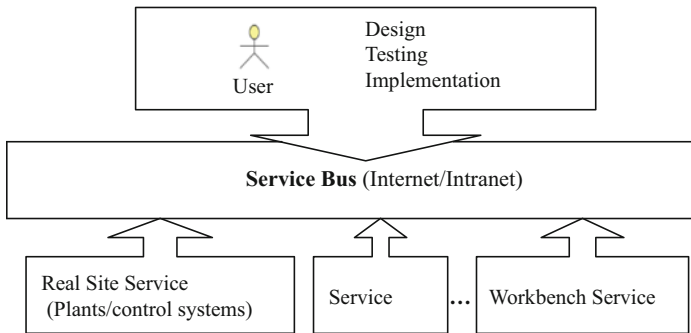 User
Design
Testing
Implementation
Service Bus (Internet/Intranet)
Real Site Service
(Plants/control systems)
Service
...
Workbench Service